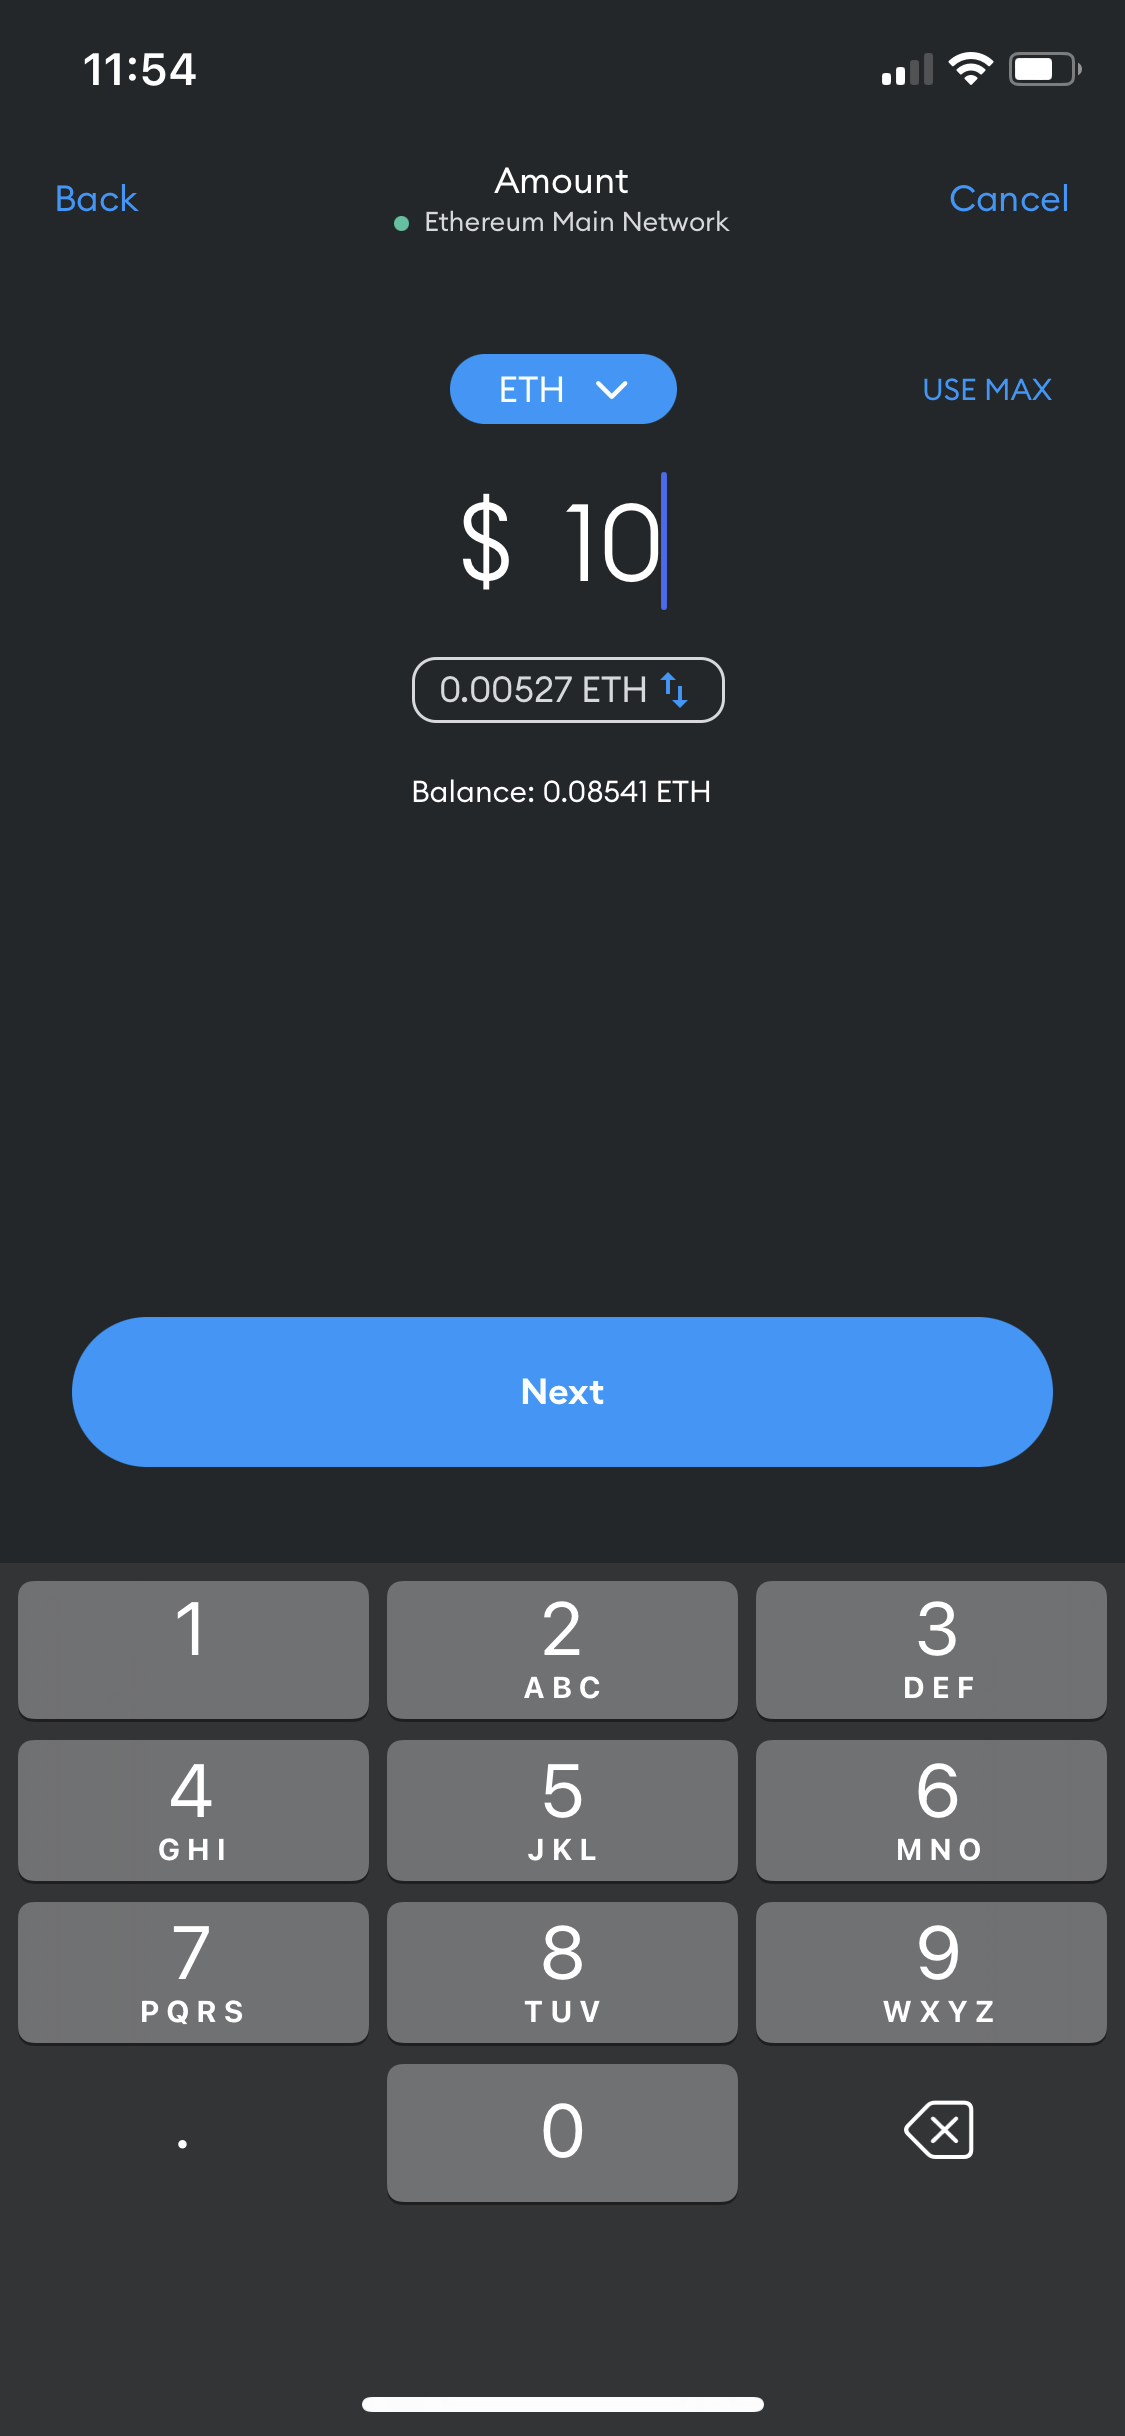 11:54
Back
Amount
Cancel
Ethereum Main Network
ETH
USE MAX
$ 10
0.00527 ETH
Balance: 0.08541 ETH
Next
1
2
3
ABC
DEF
4
5
6
GHI
JKL
MNO
7
8
9
PQRS
TUV
WXYZ
.
0